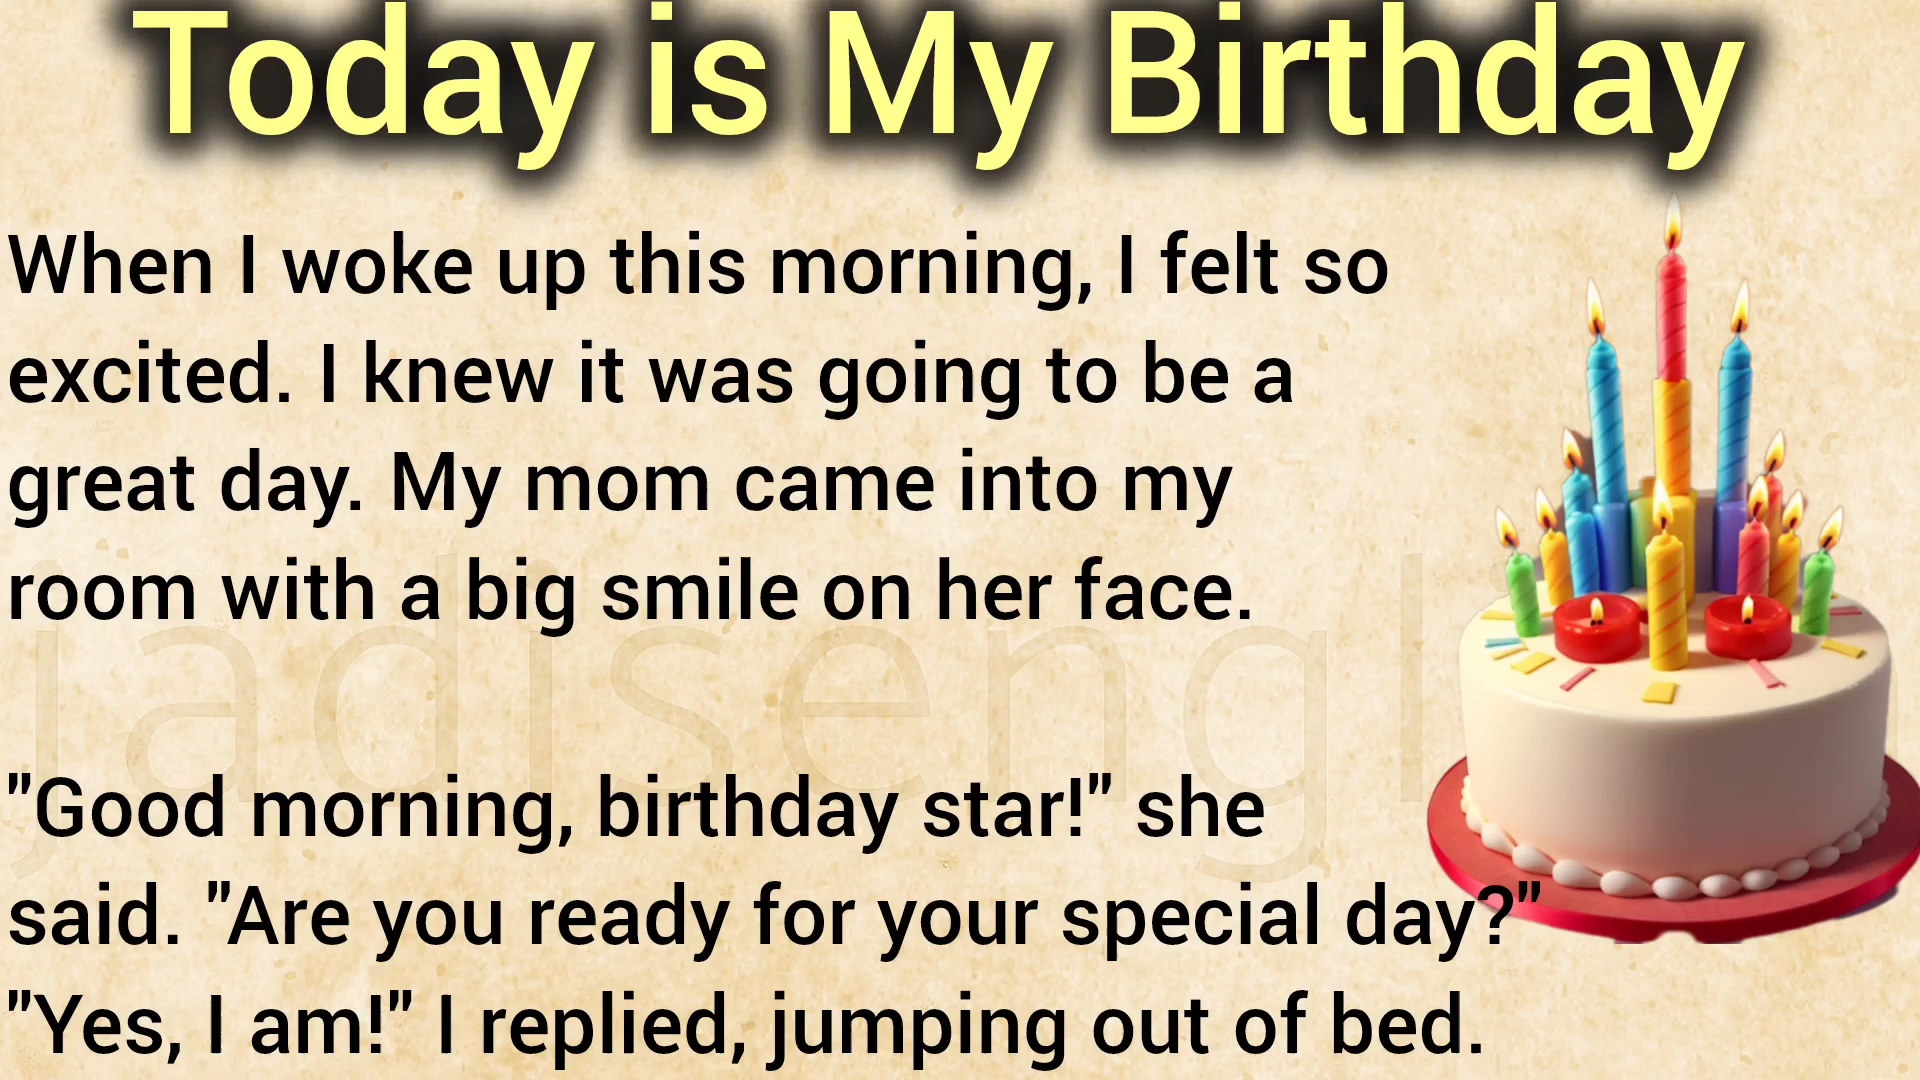 Today is My Birthday
When I woke up this morning, I felt so
excited. I knew it was going to be a
great day. My mom came into my
room with a big smile on her face.
jadisengl
"Good morning, birthday star!" she
said. "Are you ready for your special day?"
"Yes, I am!" I replied, jumping out of bed.